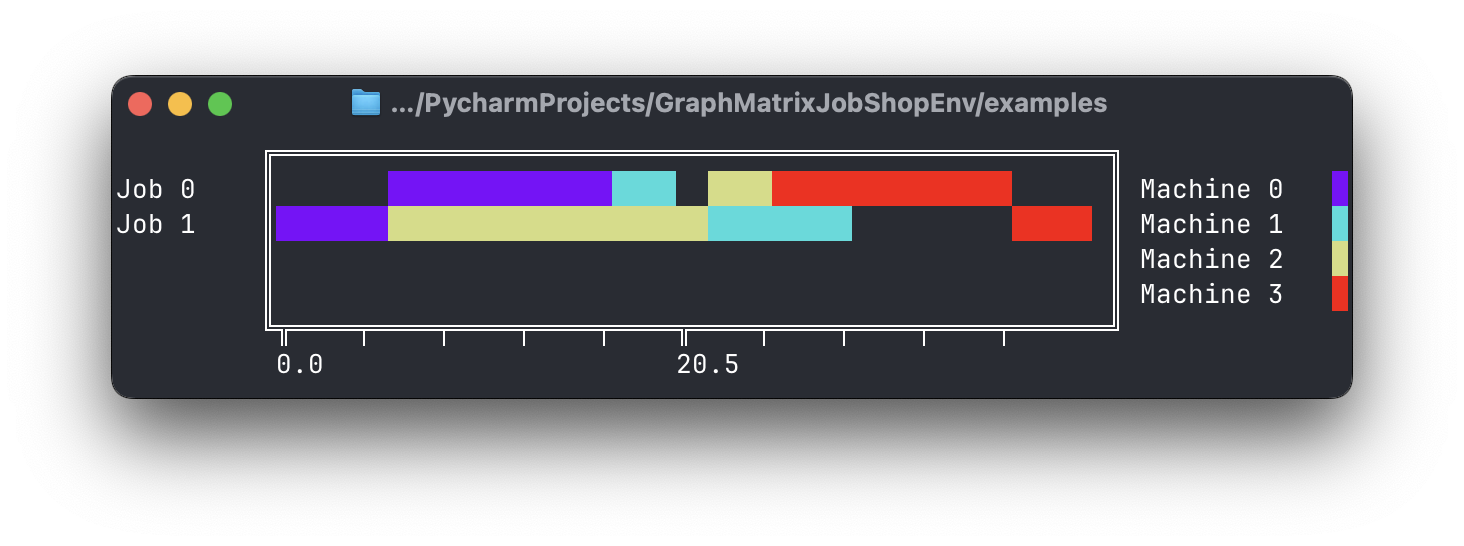 .../PycharmProjects/GraphMatrixJobShopEnv/examples
Job 0
Machine 0
Job 1
Machine 1
Machine 2
Machine 3
0.0
20.5